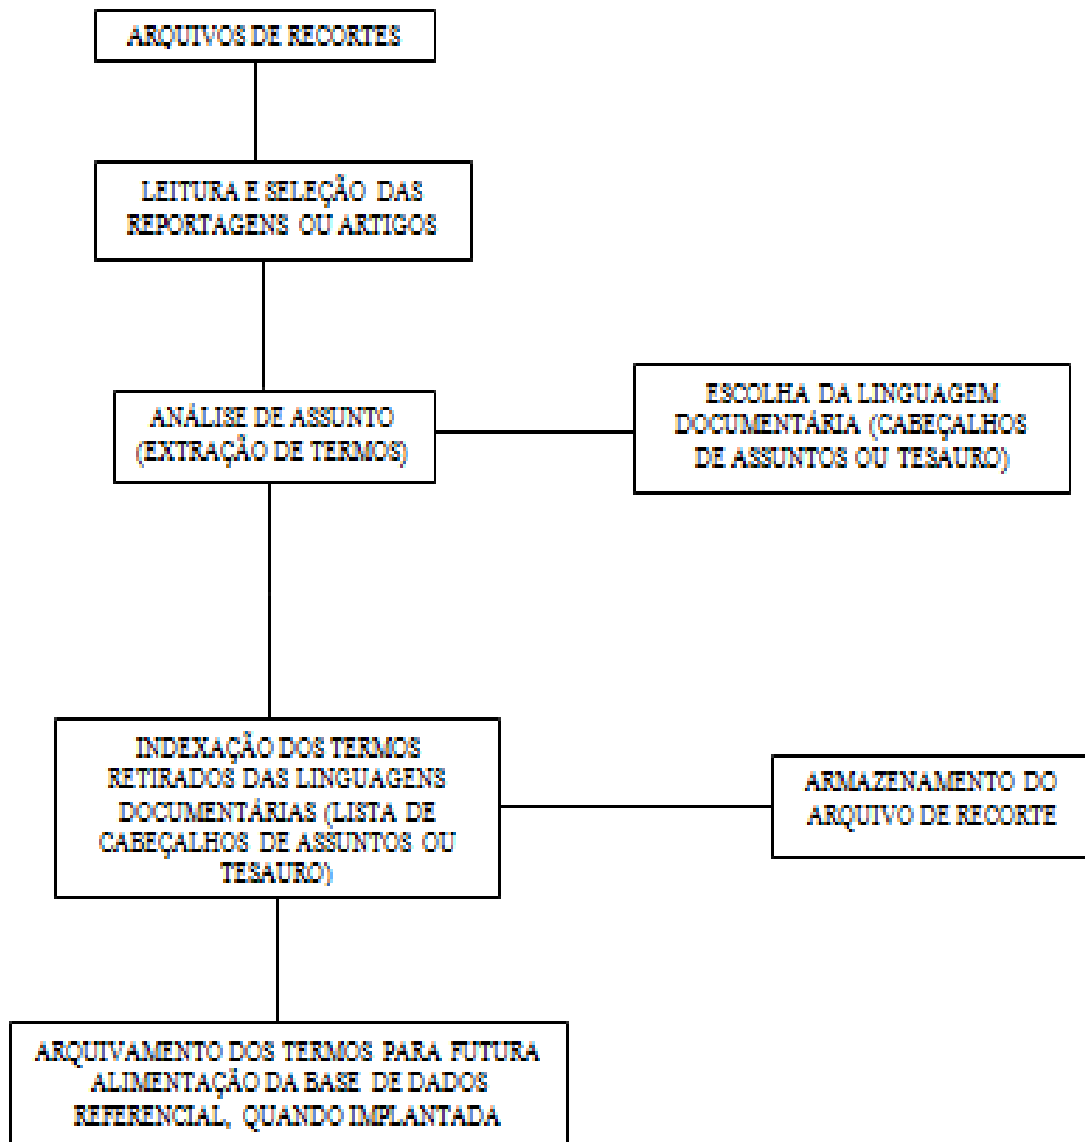 ARQUIVOS DE RECORTES
LEITURA E SELEÇÃO DAS
REPORTAGENS OU ARTIGOS
ANÁLISE DE ASSUNTO
(EXTRAÇÃO DE TERMOS)
ESCOLHA DA LINGUAGEM
DOCUMENTÁRIA (CABEÇALHOS
DE ASSUNTOS OU TESAURO)
INDEXAÇÃO DOS TERMOS
RETIRADOS DAS LINGUAGENS
DOCUMENTÁRIAS (LISTA DE
CABEÇALHOS DE ASSUNTOS OU
TESAURO)
ARMAZENAMENTO DO
ARQUIVO DE RECORTE
ARQUIVAMENTO DOS TERMOS PARA FUTURA
ALIMENTAÇÃO DA BASE DE DADOS
REFERENCIAL, QUANDO IMPLANTADA